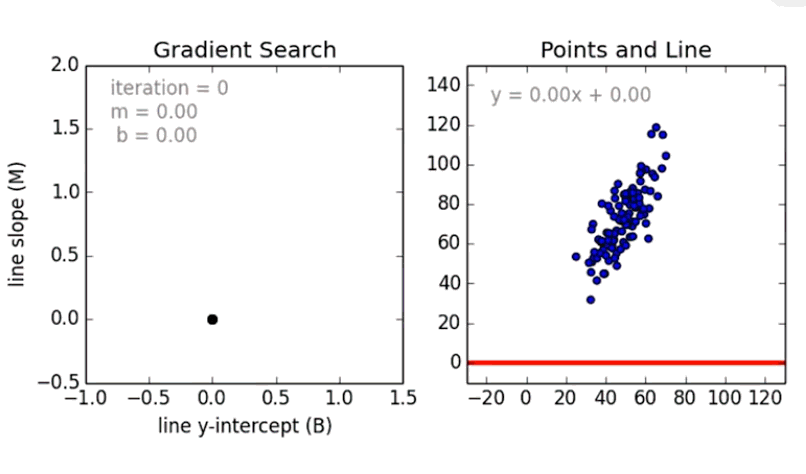 Gradient Search
iteration = 0
m = 0.00
b = 0.00
2.0
1.5
1.0
0.5
0.0
−0.5
line slope (M)
−1.0 −0.5 0.0 0.5 1.0 1.5
line y-intercept (B)
Points and Line
y = 0.00x + 0.00
140
120
100
80
60
40
20
0
−20 0 20 40 60 80 100 120